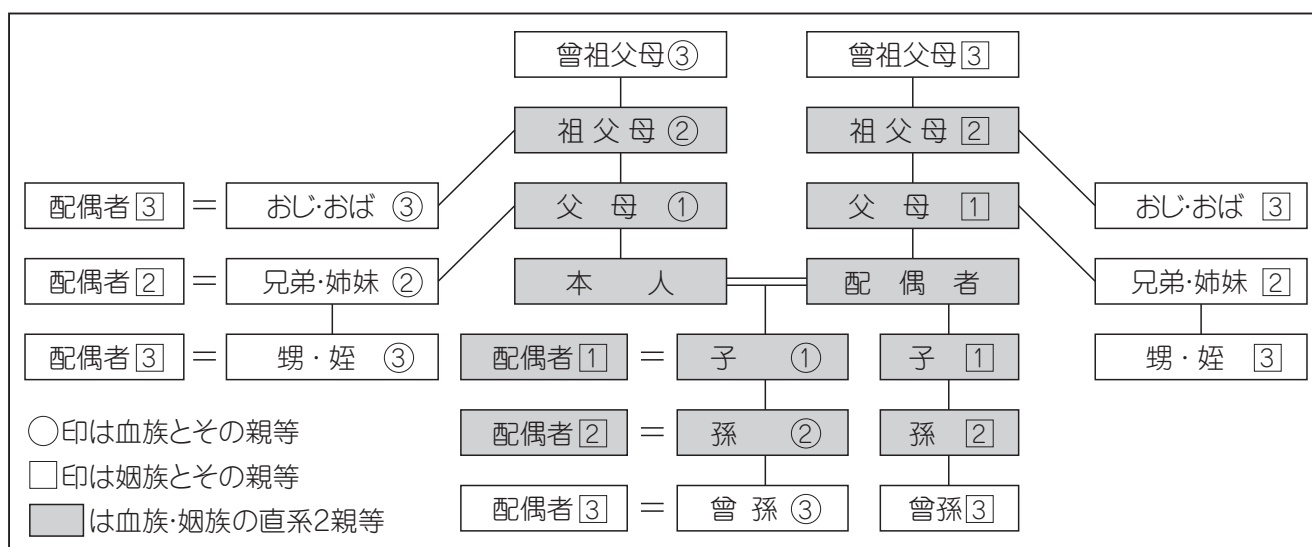 曾祖父母③ 曾祖父母3
祖父母② 祖父母2
配偶者3 = おじ・おば ③ 父母① 父母1 おじ・おば 3
配偶者2 = 兄弟・姉妹② 本人 配偶者 兄弟・姉妹2
配偶者3 = 甥・姪 ③ 配偶者1 = 子 ① 子 1 甥・姪 3
○印は血族とその親等 配偶者2 = 孫 ② 孫 2
□印は姻族とその親等
配偶者3 = 曾孫③ 曾孫3
は血族・姻族の直系2親等